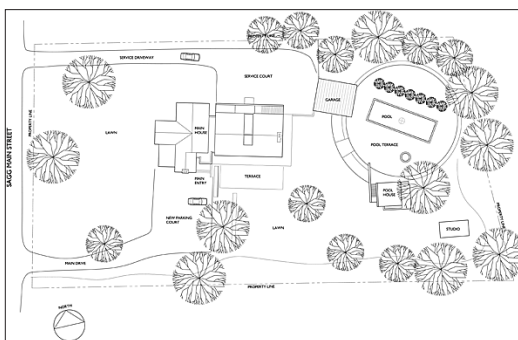 PROPERTY LINE
SERVICE DRIVEWAY
SERVICE COURT
GARAGE
POOL
POOL TERRACE
PROPERTY LINE
SAGG MAIN STREET
LAWN
MAIN
HOUSE
TERRACE
MAIN
ENTRY
POOL
HOUSE
NEW PARKING
COURT
LAWN
STUDIO
PROPERTY LINE
MAIN DRIVE
PROPERTY LINE
NORTH